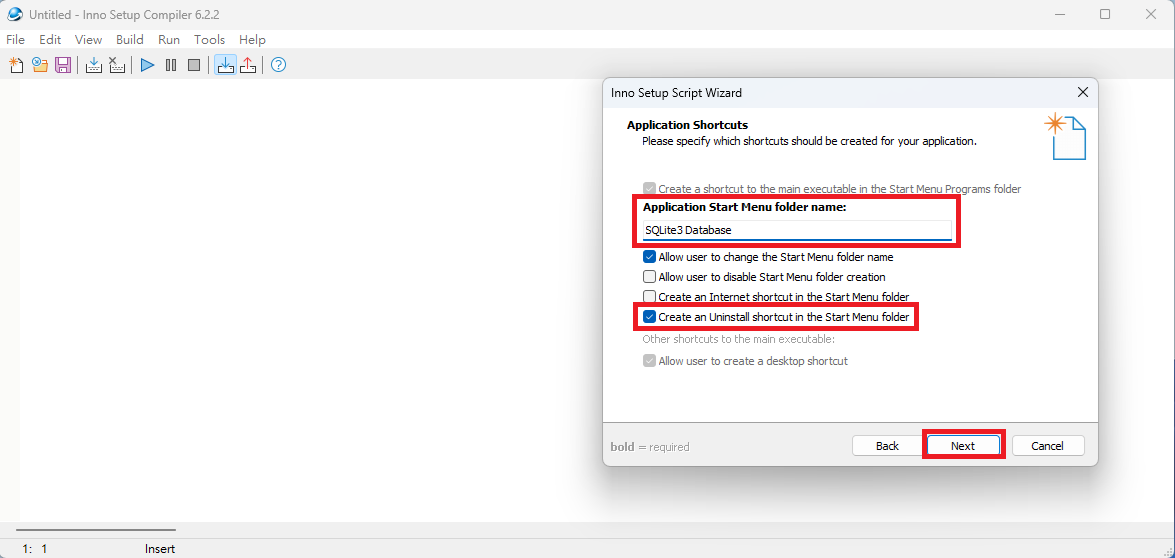 Untitled - Inno Setup Compiler 6.2.2
File Edit View Build Run Tools Help
Inno Setup Script Wizard
Application Shortcuts
Please specify which shortcuts should be created for your application.
Create a shortcut to the main executable in the Start Menu Programs folder
Application Start Menu folder name:
SQLite3 Database
Allow user to change the Start Menu folder name
Allow user to disable Start Menu folder creation
Create an Internet shortcut in the Start Menu folder
Create an Uninstall shortcut in the Start Menu folder
Other shortcuts to the main executable:
Allow user to create a desktop shortcut
bold = required
Back Next Cancel
1: 1 Insert